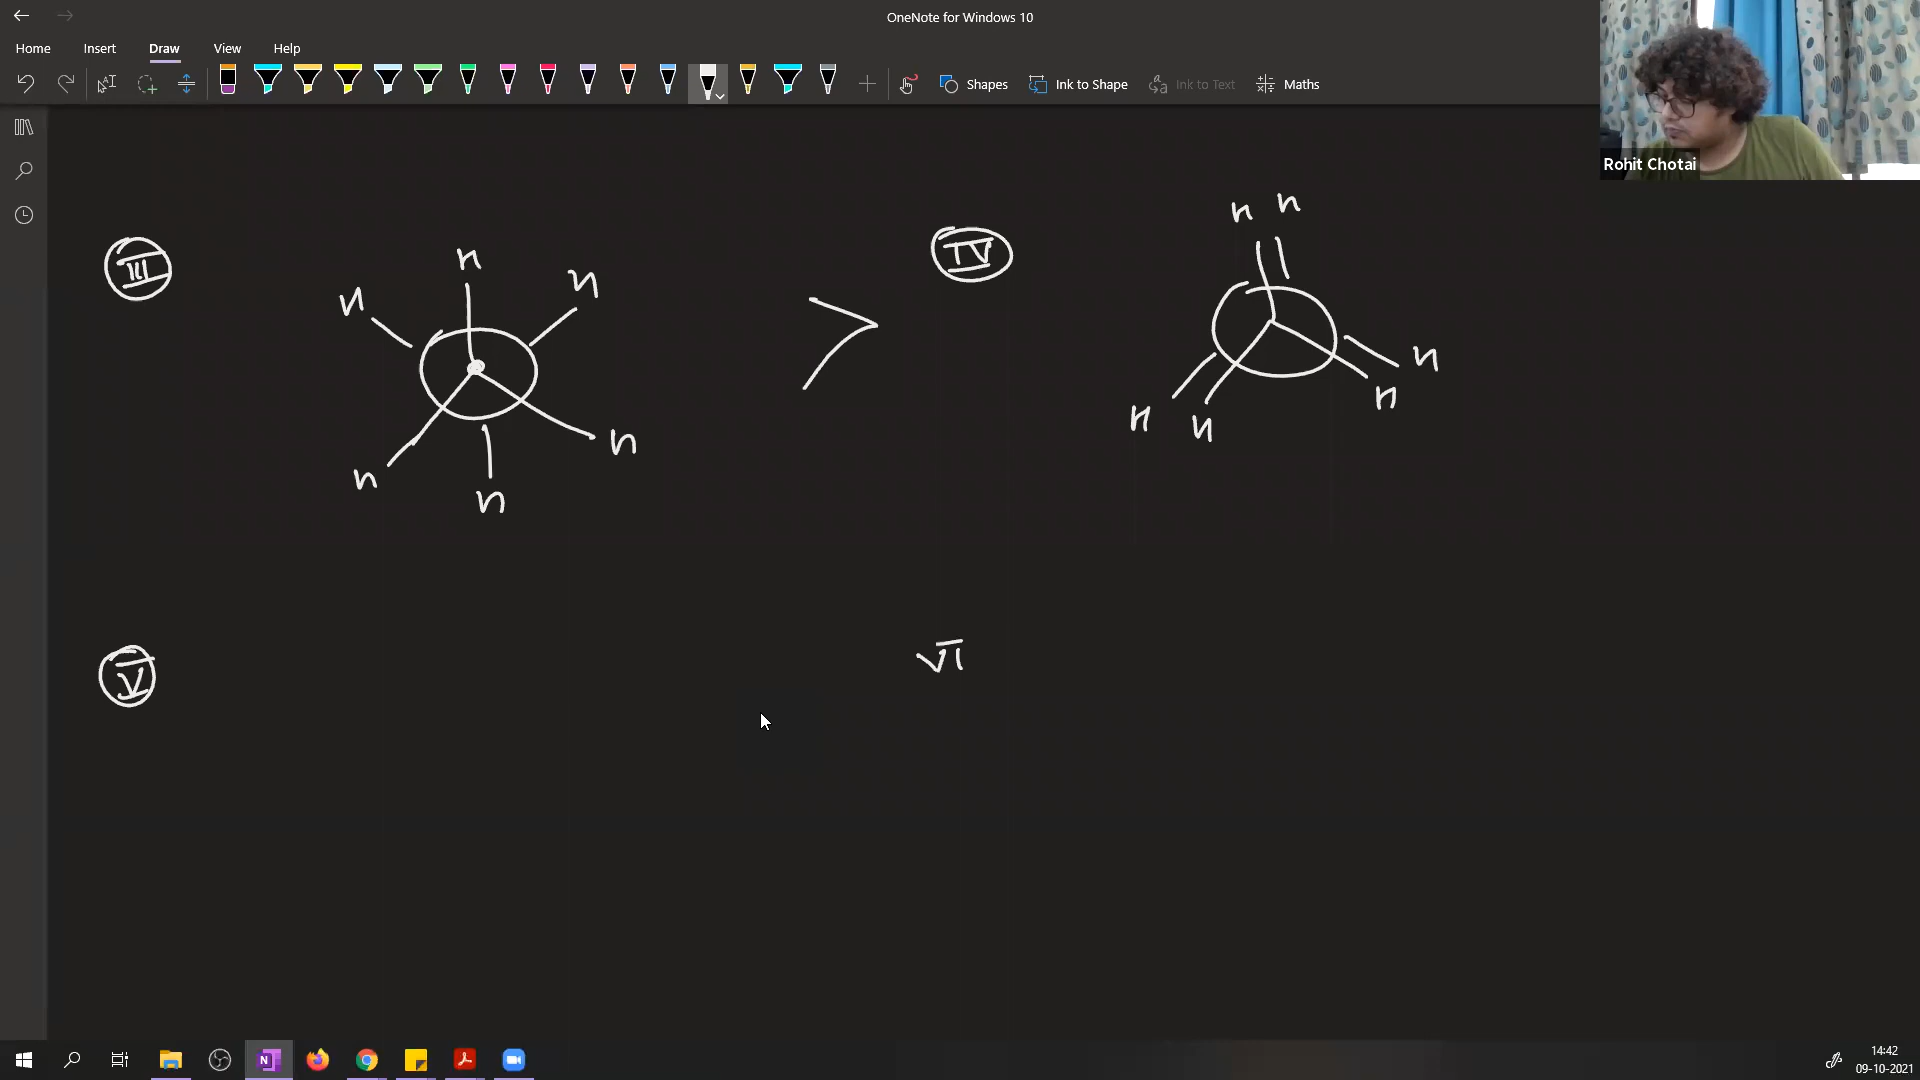 OneNote for Windows 10
Home Insert Draw View Help
Shapes Ink to Shape Ink to Text Maths
Rohit Chotai
III
IV
H H
H H H
>
H H
H H
H H
H H
V
VI
14:42
09-10-2021